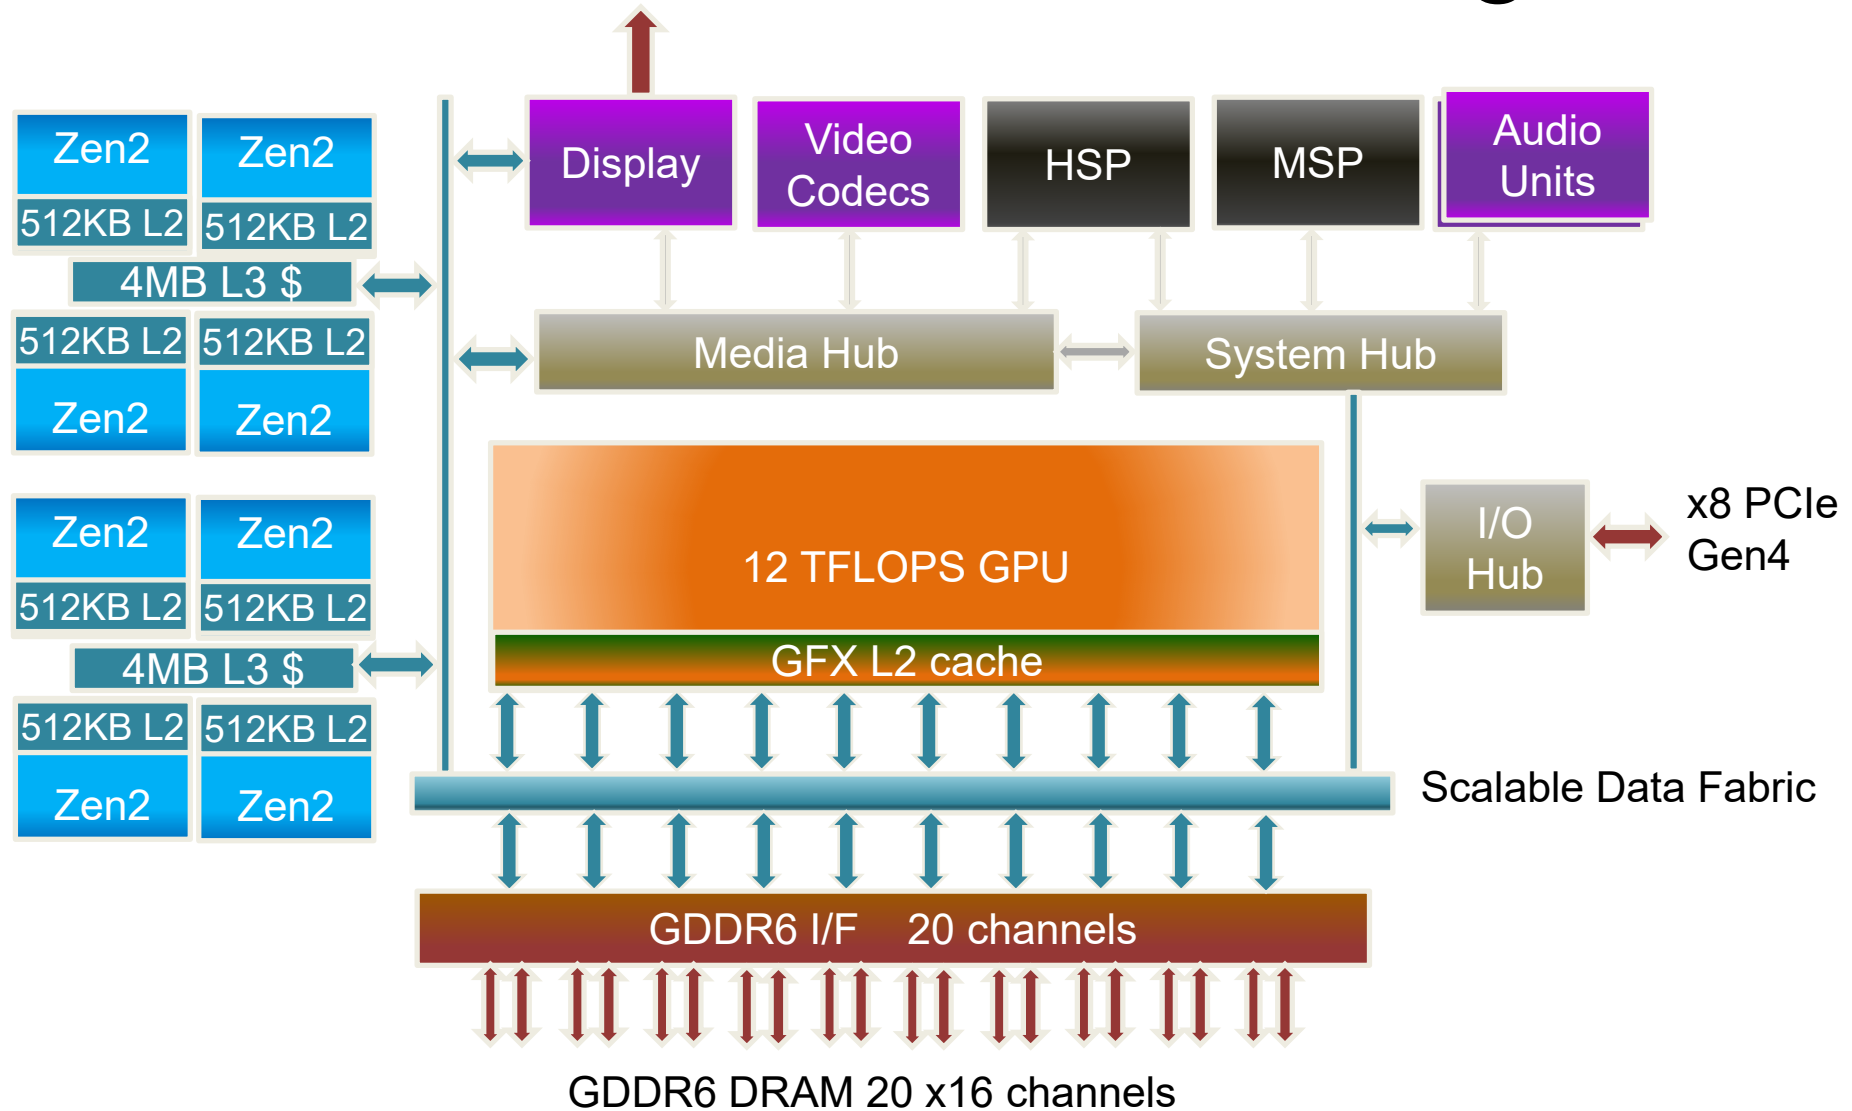 Zen2
Zen2
512KB L2
512KB L2
4MB L3 $
512KB L2
512KB L2
Zen2
Zen2
Zen2
Zen2
512KB L2
512KB L2
4MB L3 $
512KB L2
512KB L2
Zen2
Zen2
Display
Video
Codecs
HSP
MSP
Audio
Units
Media Hub
System Hub
12 TFLOPS GPU
GFX L2 cache
I/O
Hub
x8 PCIe
Gen4
Scalable Data Fabric
GDDR6 I/F 20 channels
GDDR6 DRAM 20 x16 channels